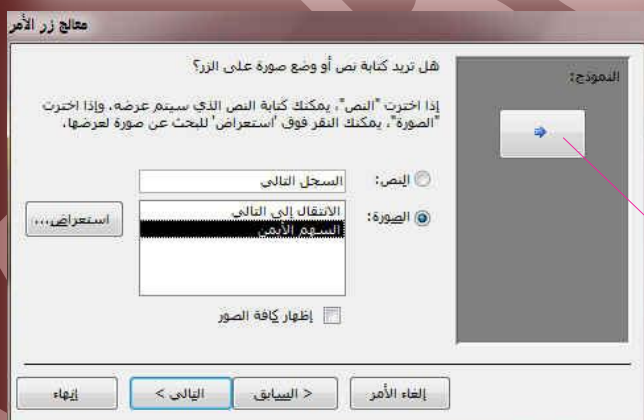 معالج زر الأمر
هل تريد كتابة نص أو وضع صورة على الزر؟
النموذج:
إذا اخترت "النص"، يمكنك كتابة النص الذي سيتم عرضه. وإذا اخترت
"الصورة"، يمكنك النقر فوق 'استعراض' للبحث عن صورة لعرضها.
النص:
السجل التالي
الصورة:
الانتقال إلى التالي
السهم الأيمن
استعراض...
إظهار كافة الصور
إلغاء الأمر
< السابق
التالي >
إنهاء